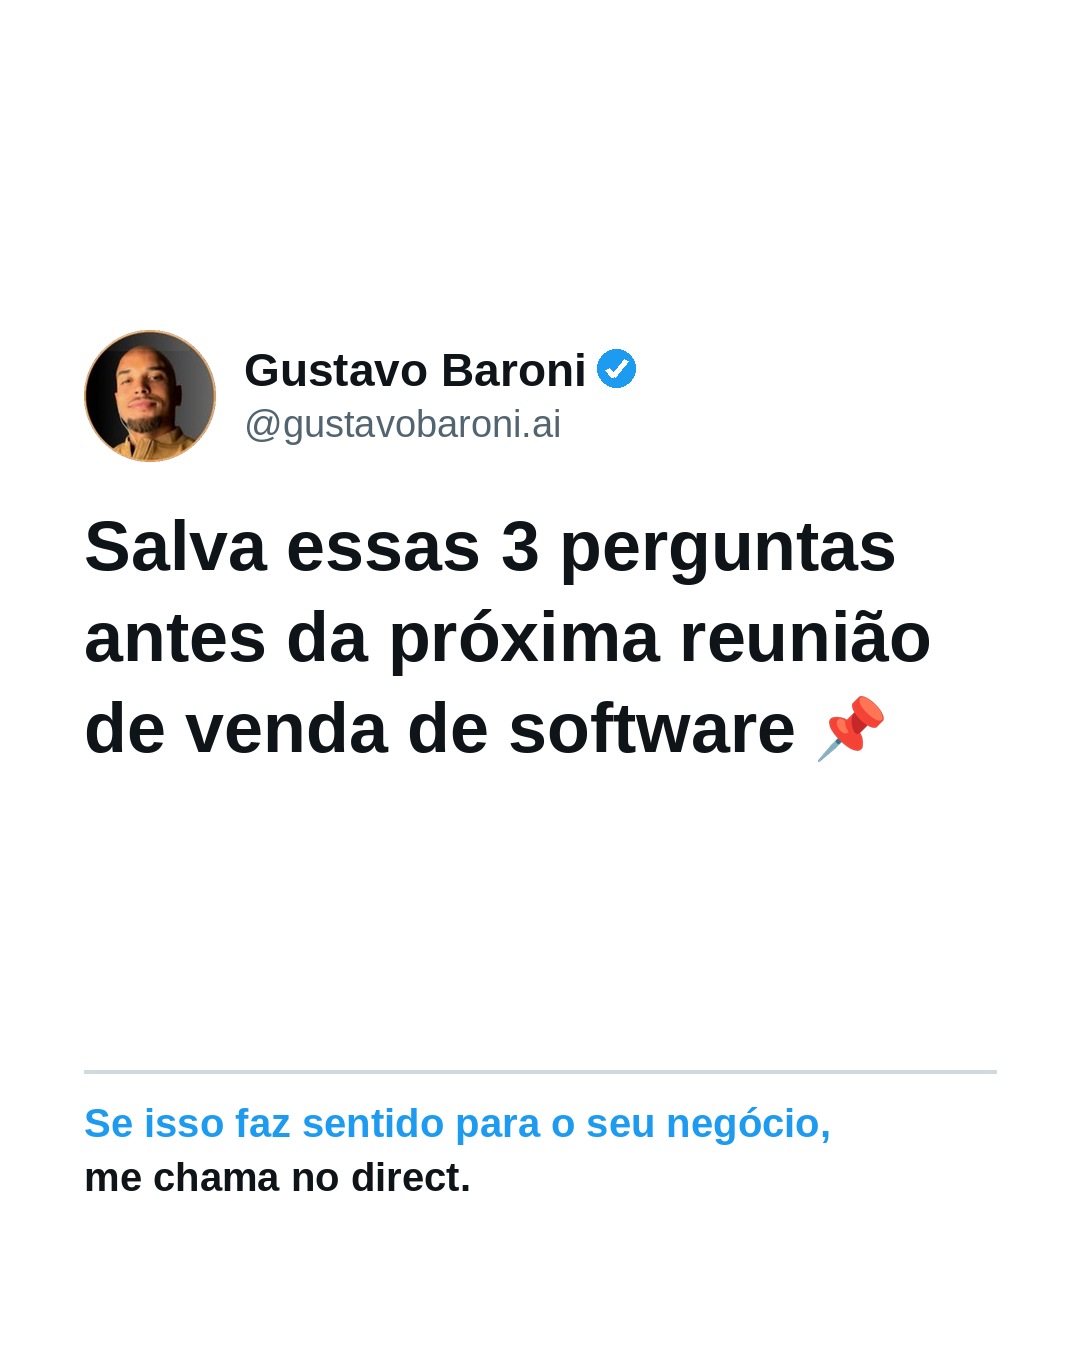 Gustavo Baroni
@gustavobaroni.ai
Salva essas 3 perguntas
antes da próxima reunião
de venda de software 📌
Se isso faz sentido para o seu negócio,
me chama no direct.